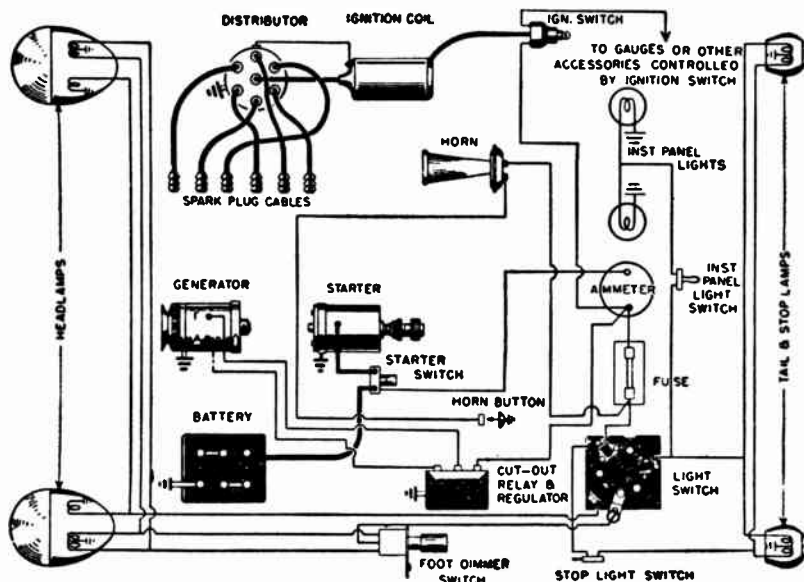 DISTRIBUTOR
IGNITION COIL
IGN. SWITCH
TO GAUGES OR OTHER
ACCESSORIES CONTROLLED
BY IGNITION SWITCH
HORN
INST PANEL
LIGHTS
SPARK PLUG CABLES
HEADLAMPS
GENERATOR
STARTER
AMMETER
INST
PANEL
LIGHT
SWITCH
TAIL & STOP LAMPS
STARTER
SWITCH
FUSE
HORN BUTTON
BATTERY
CUT-OUT
RELAY &
REGULATOR
LIGHT
SWITCH
FOOT DIMMER
SWITCH
STOP LIGHT SWITCH